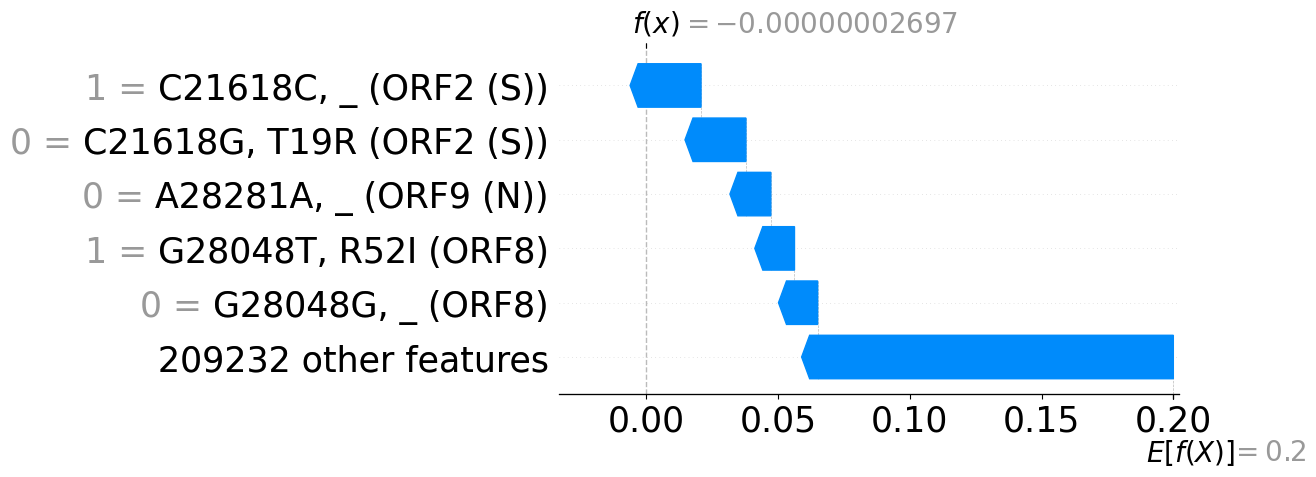 f(x) = −0.00000002697
1 = C21618C, _ (ORF2 (S))
0 = C21618G, T19R (ORF2 (S))
0 = A28281A, _ (ORF9 (N))
1 = G28048T, R52I (ORF8)
0 = G28048G, _ (ORF8)
209232 other features
0.00 0.05 0.10 0.15 0.20
E[f(X)] = 0.2